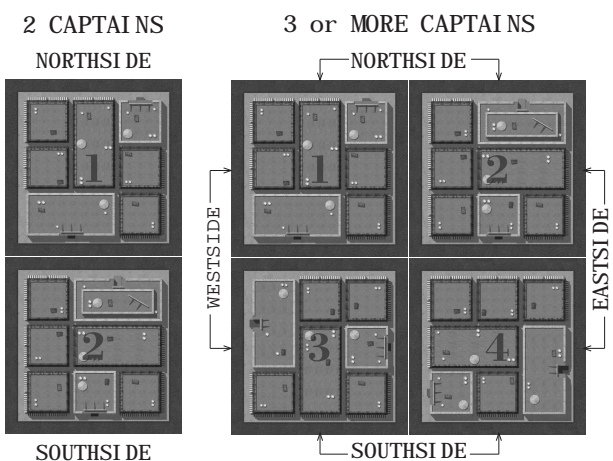 2 CAPTAINS
3 or MORE CAPTAINS
NORTHSIDE
NORTHSIDE
1
1
2
WESTSIDE
EASTSIDE
2
3
4
SOUTHSIDE
SOUTHSIDE